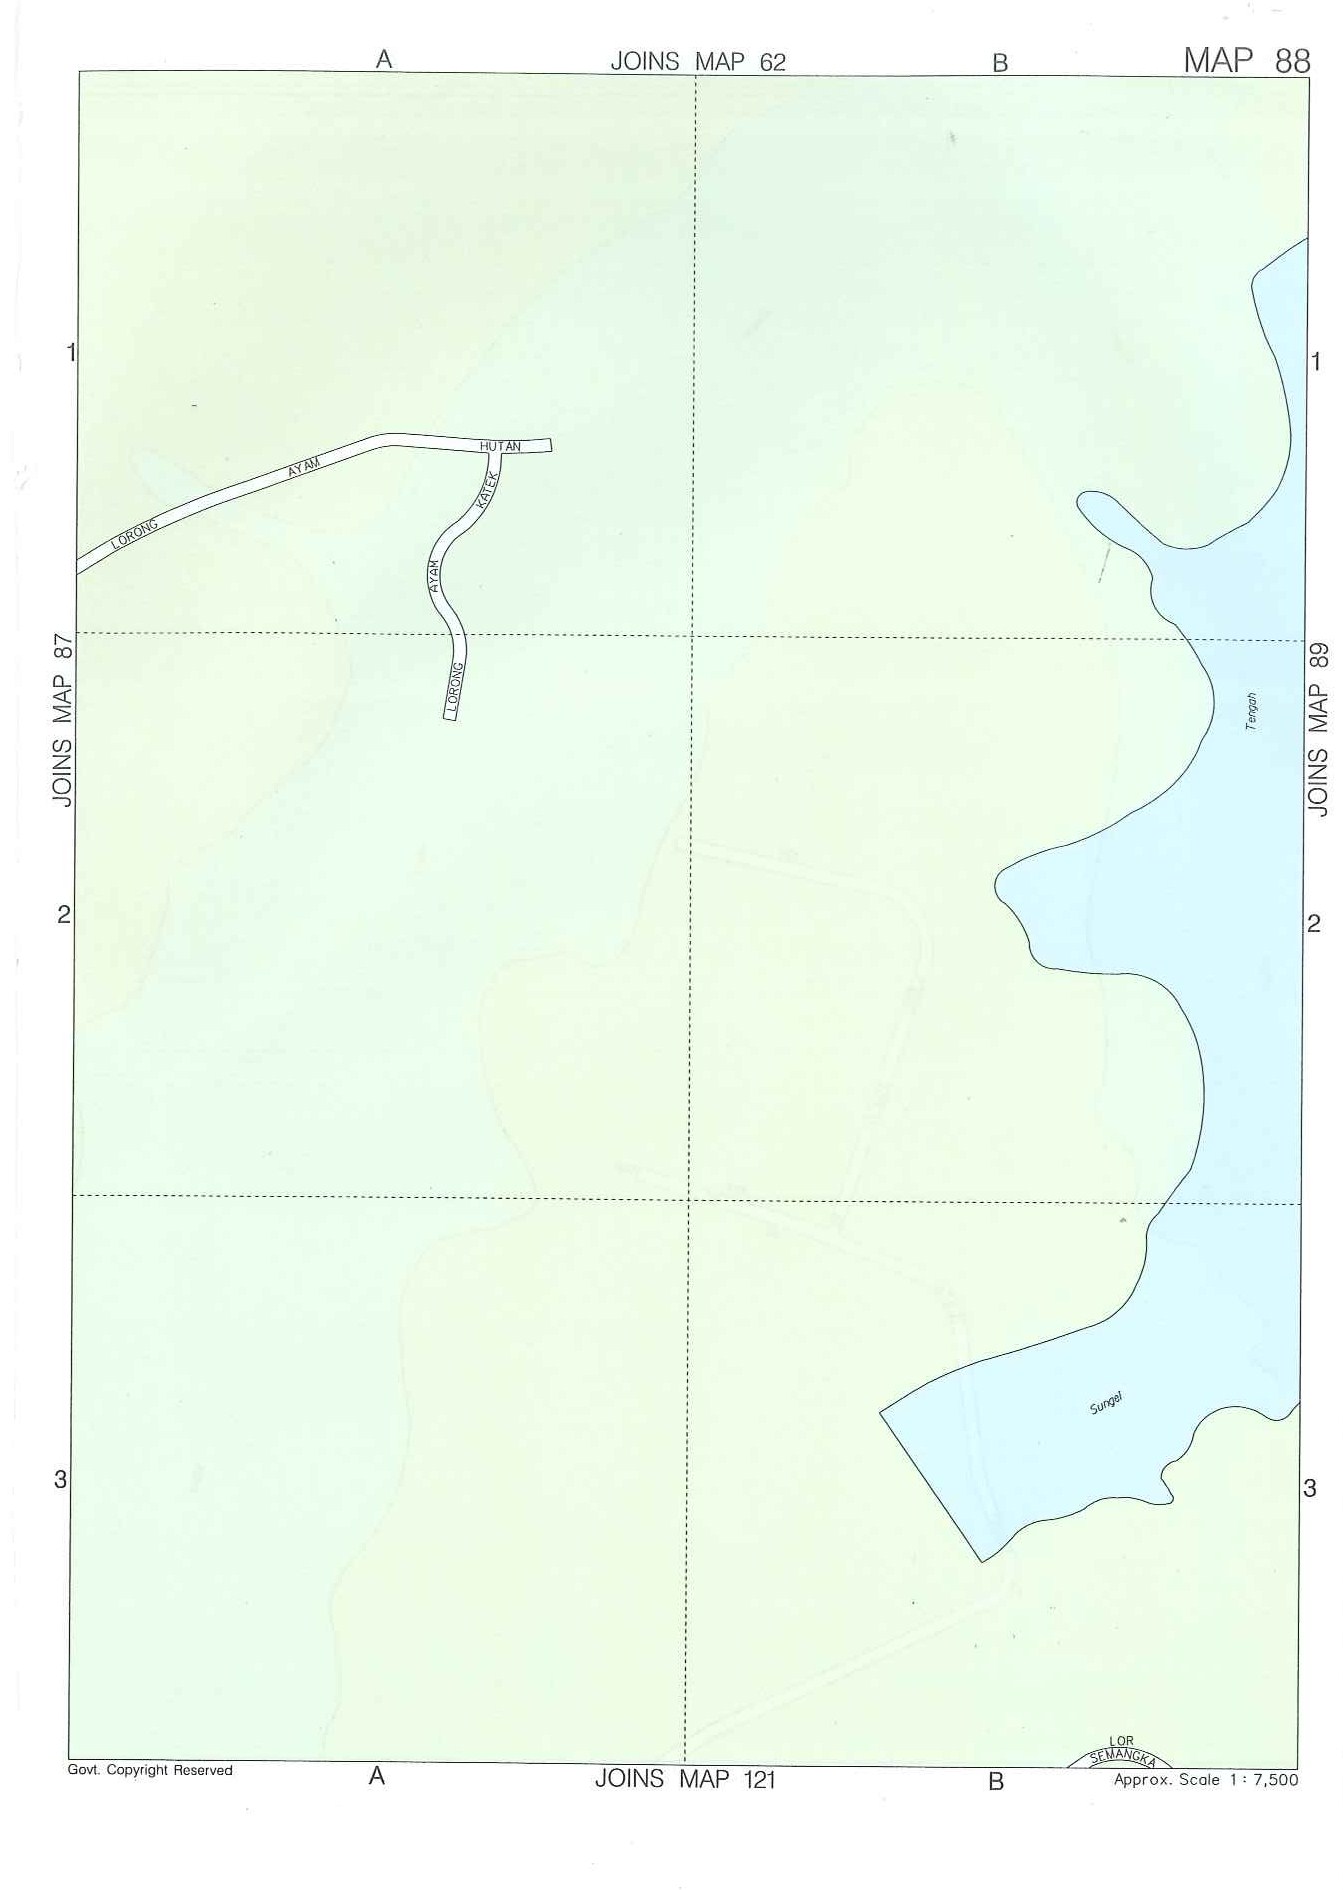 A
JOINS MAP 62
B
MAP 88
1
1
HUTAN
AYAM
LORONG
KATEK
AYAM
LORONG
JOINS MAP 87
JOINS MAP 89
Tengah
2
2
Sungei
3
3
LOR
SEMANGKA
Govt. Copyright Reserved
A
JOINS MAP 121
B
Approx. Scale 1 : 7,500